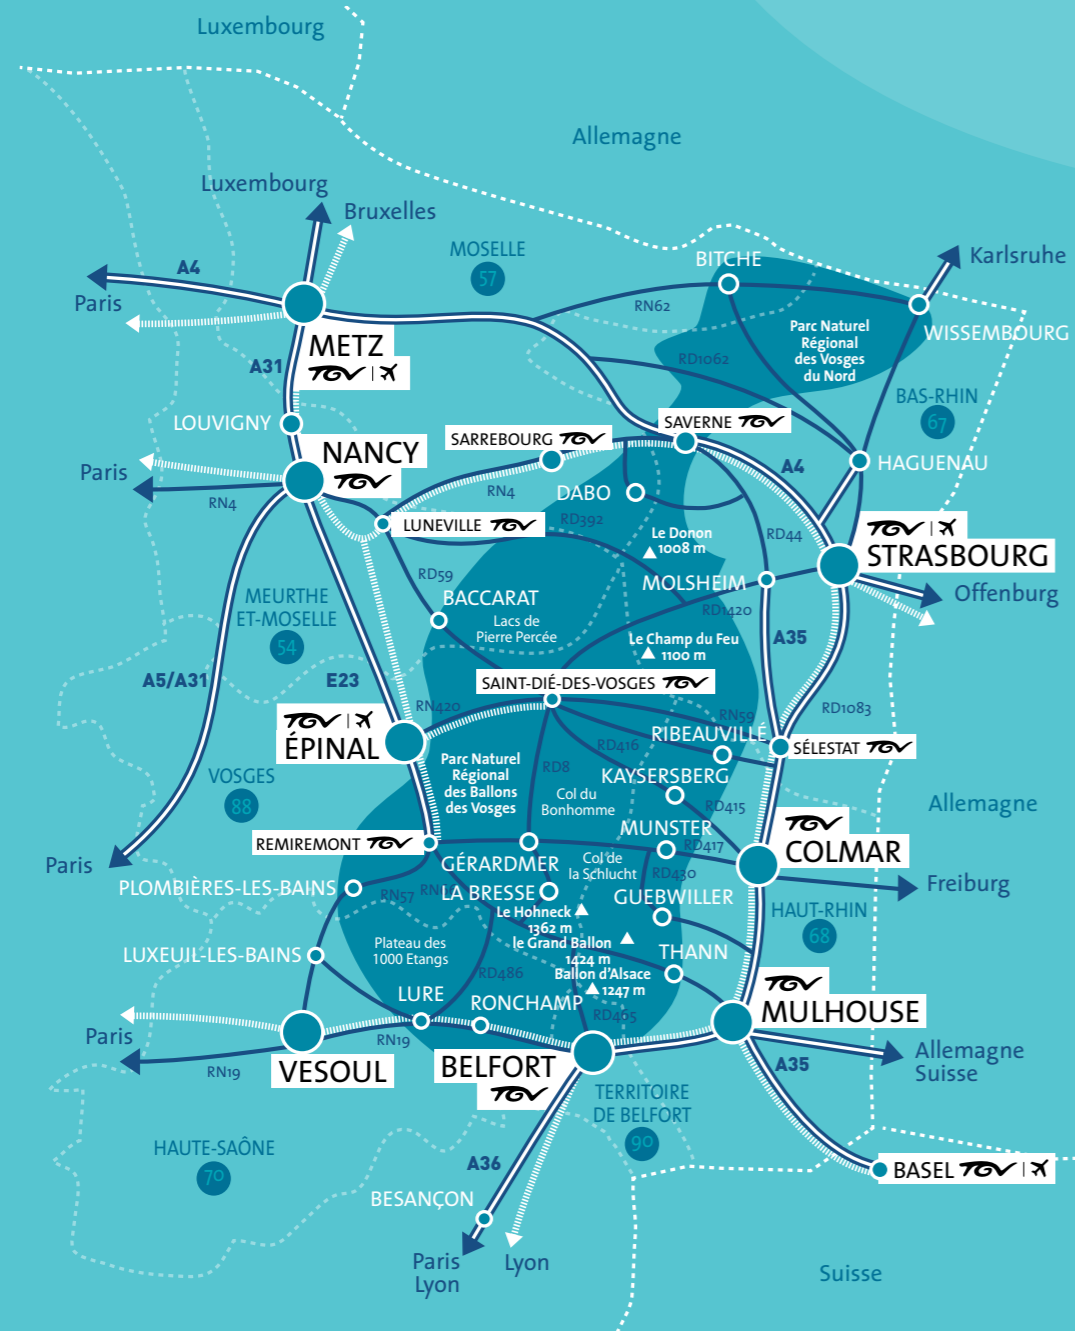 Luxembourg
Allemagne
Luxembourg
Bruxelles
A4
Paris
MOSELLE
57
BITCHE
Karlsruhe
RN62
WISSEMBOURG
Parc Naturel
Régional
des Vosges
du Nord
METZ
TGV
A31
RD1062
BAS-RHIN
67
LOUVIGNY
SAVERNE TGV
SARREBOURG TGV
NANCY
TGV
Paris
RN4
RN4
A4
HAGUENAU
DABO
LUNEVILLE TGV
RD392
Le Donon
1008 m
RD44
TGV
STRASBOURG
Offenburg
RD59
MOLSHEIM
RD1420
MEURTHE
ET-MOSELLE
54
BACCARAT
Lacs de
Pierre Percée
Le Champ du Feu
1100 m
A35
A5/A31
E23
SAINT-DIÉ-DES-VOSGES TGV
RN420
RN59
RD1083
TGV
ÉPINAL
RIBEAUVILLÉ
RD416
SÉLESTAT TGV
Parc Naturel
Régional
des Ballons
des Vosges
RD8
KAYSERSBERG
VOSGES
88
Col du
Bonhomme
RD415
Allemagne
REMIREMONT TGV
MUNSTER
RD417
TGV
COLMAR
Paris
GÉRARDMER
Col de
la Schlucht
RD430
PLOMBIÈRES-LES-BAINS
RN57
LA BRESSE
GUEBWILLER
Freiburg
Le Hohneck
1362 m
HAUT-RHIN
68
LUXEUIL-LES-BAINS
Plateau des
1000 Etangs
le Grand Ballon
1424 m
THANN
Ballon d'Alsace
1247 m
RD486
LURE
RONCHAMP
RD465
TGV
MULHOUSE
Paris
RN19
RN19
VESOUL
BELFORT
TGV
A35
Allemagne
Suisse
TERRITOIRE
DE BELFORT
90
HAUTE-SAÔNE
70
A36
BASEL TGV
BESANÇON
Paris
Lyon
Lyon
Suisse